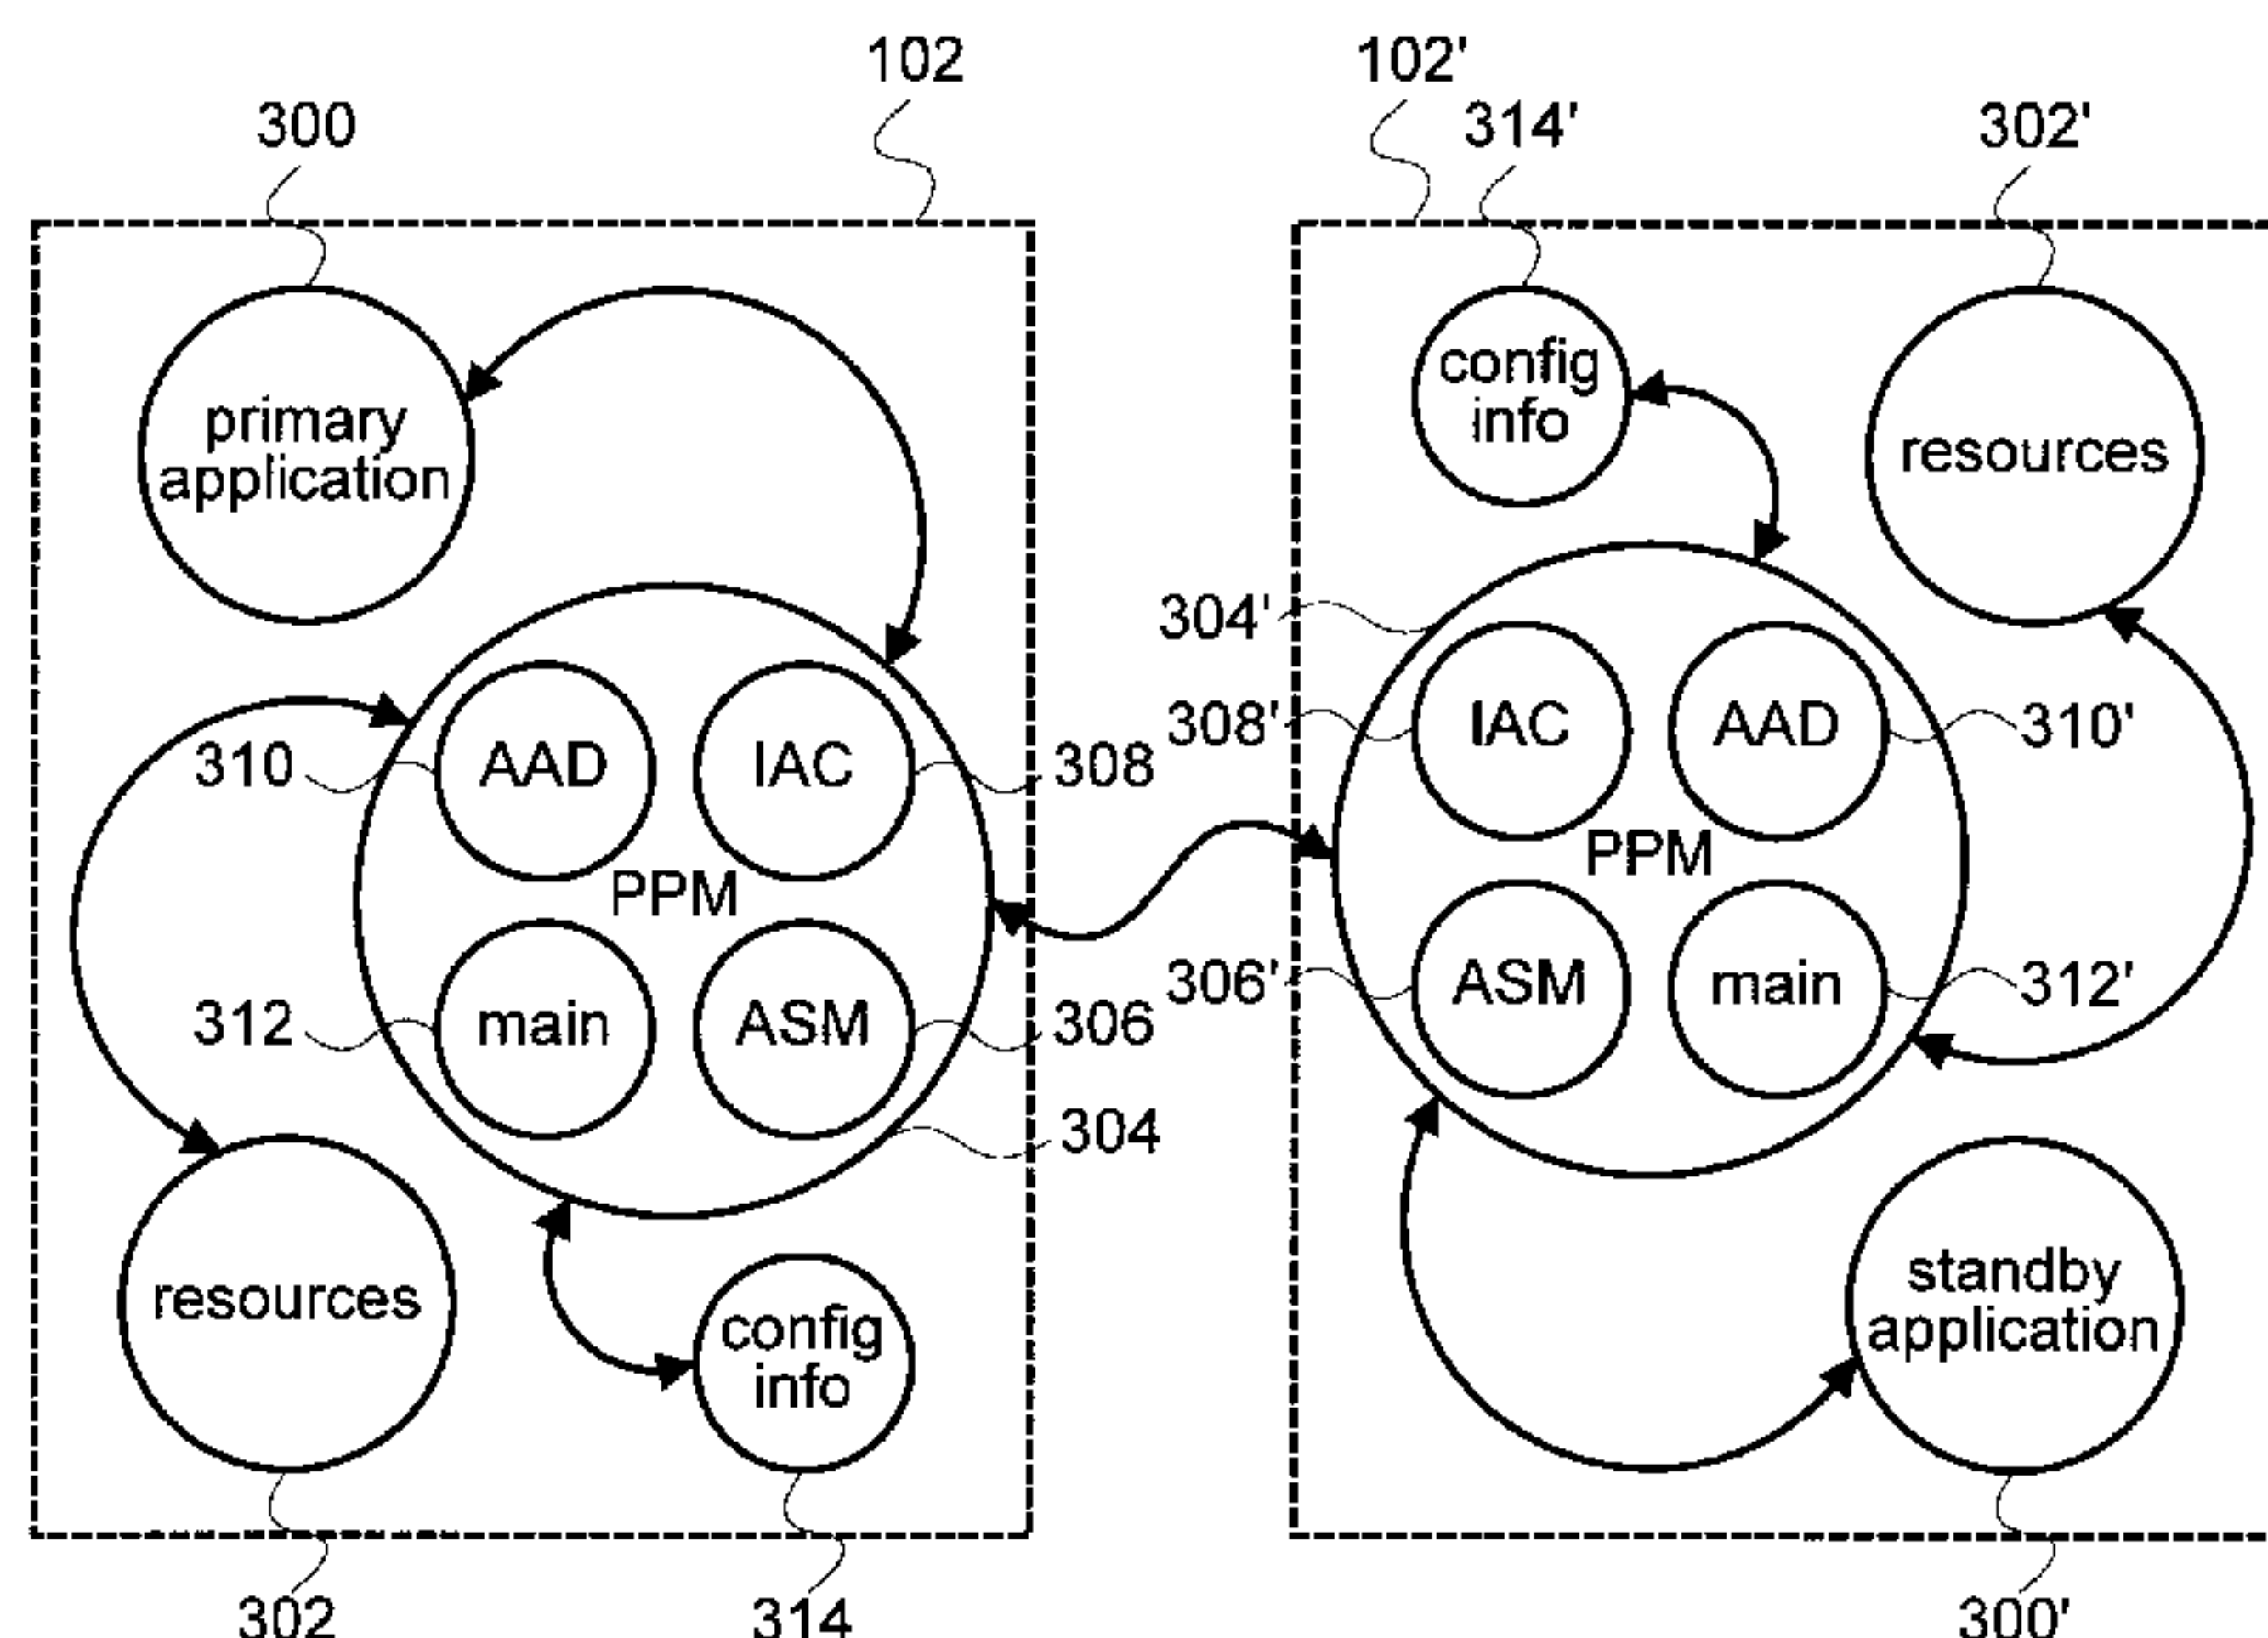 102
102'
300
314'
302'
primary
application
config
info
resources
304'
310
AAD
IAC
308
308'
IAC
AAD
310'
PPM
PPM
312
main
ASM
306
306'
ASM
main
312'
304
resources
config
info
standby
application
302
314
300'